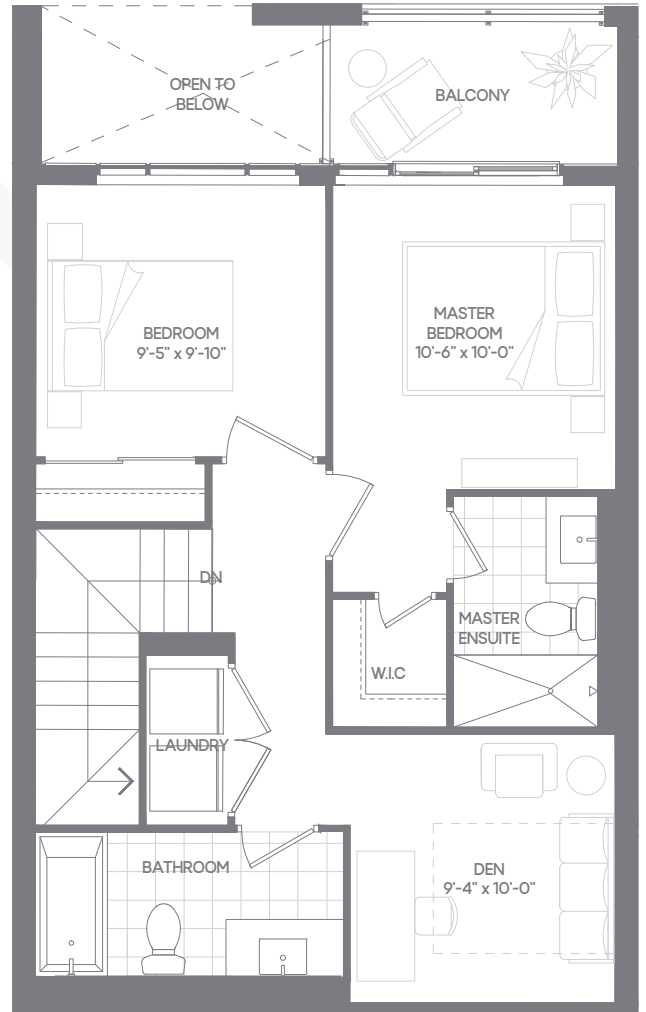 OPEN TO
BELOW
BALCONY
BEDROOM
9'-5" x 9'-10"
MASTER
BEDROOM
10'-6" x 10'-0"
DN
MASTER
ENSUITE
W.I.C
LAUNDRY
BATHROOM
DEN
9'-4" x 10'-0"